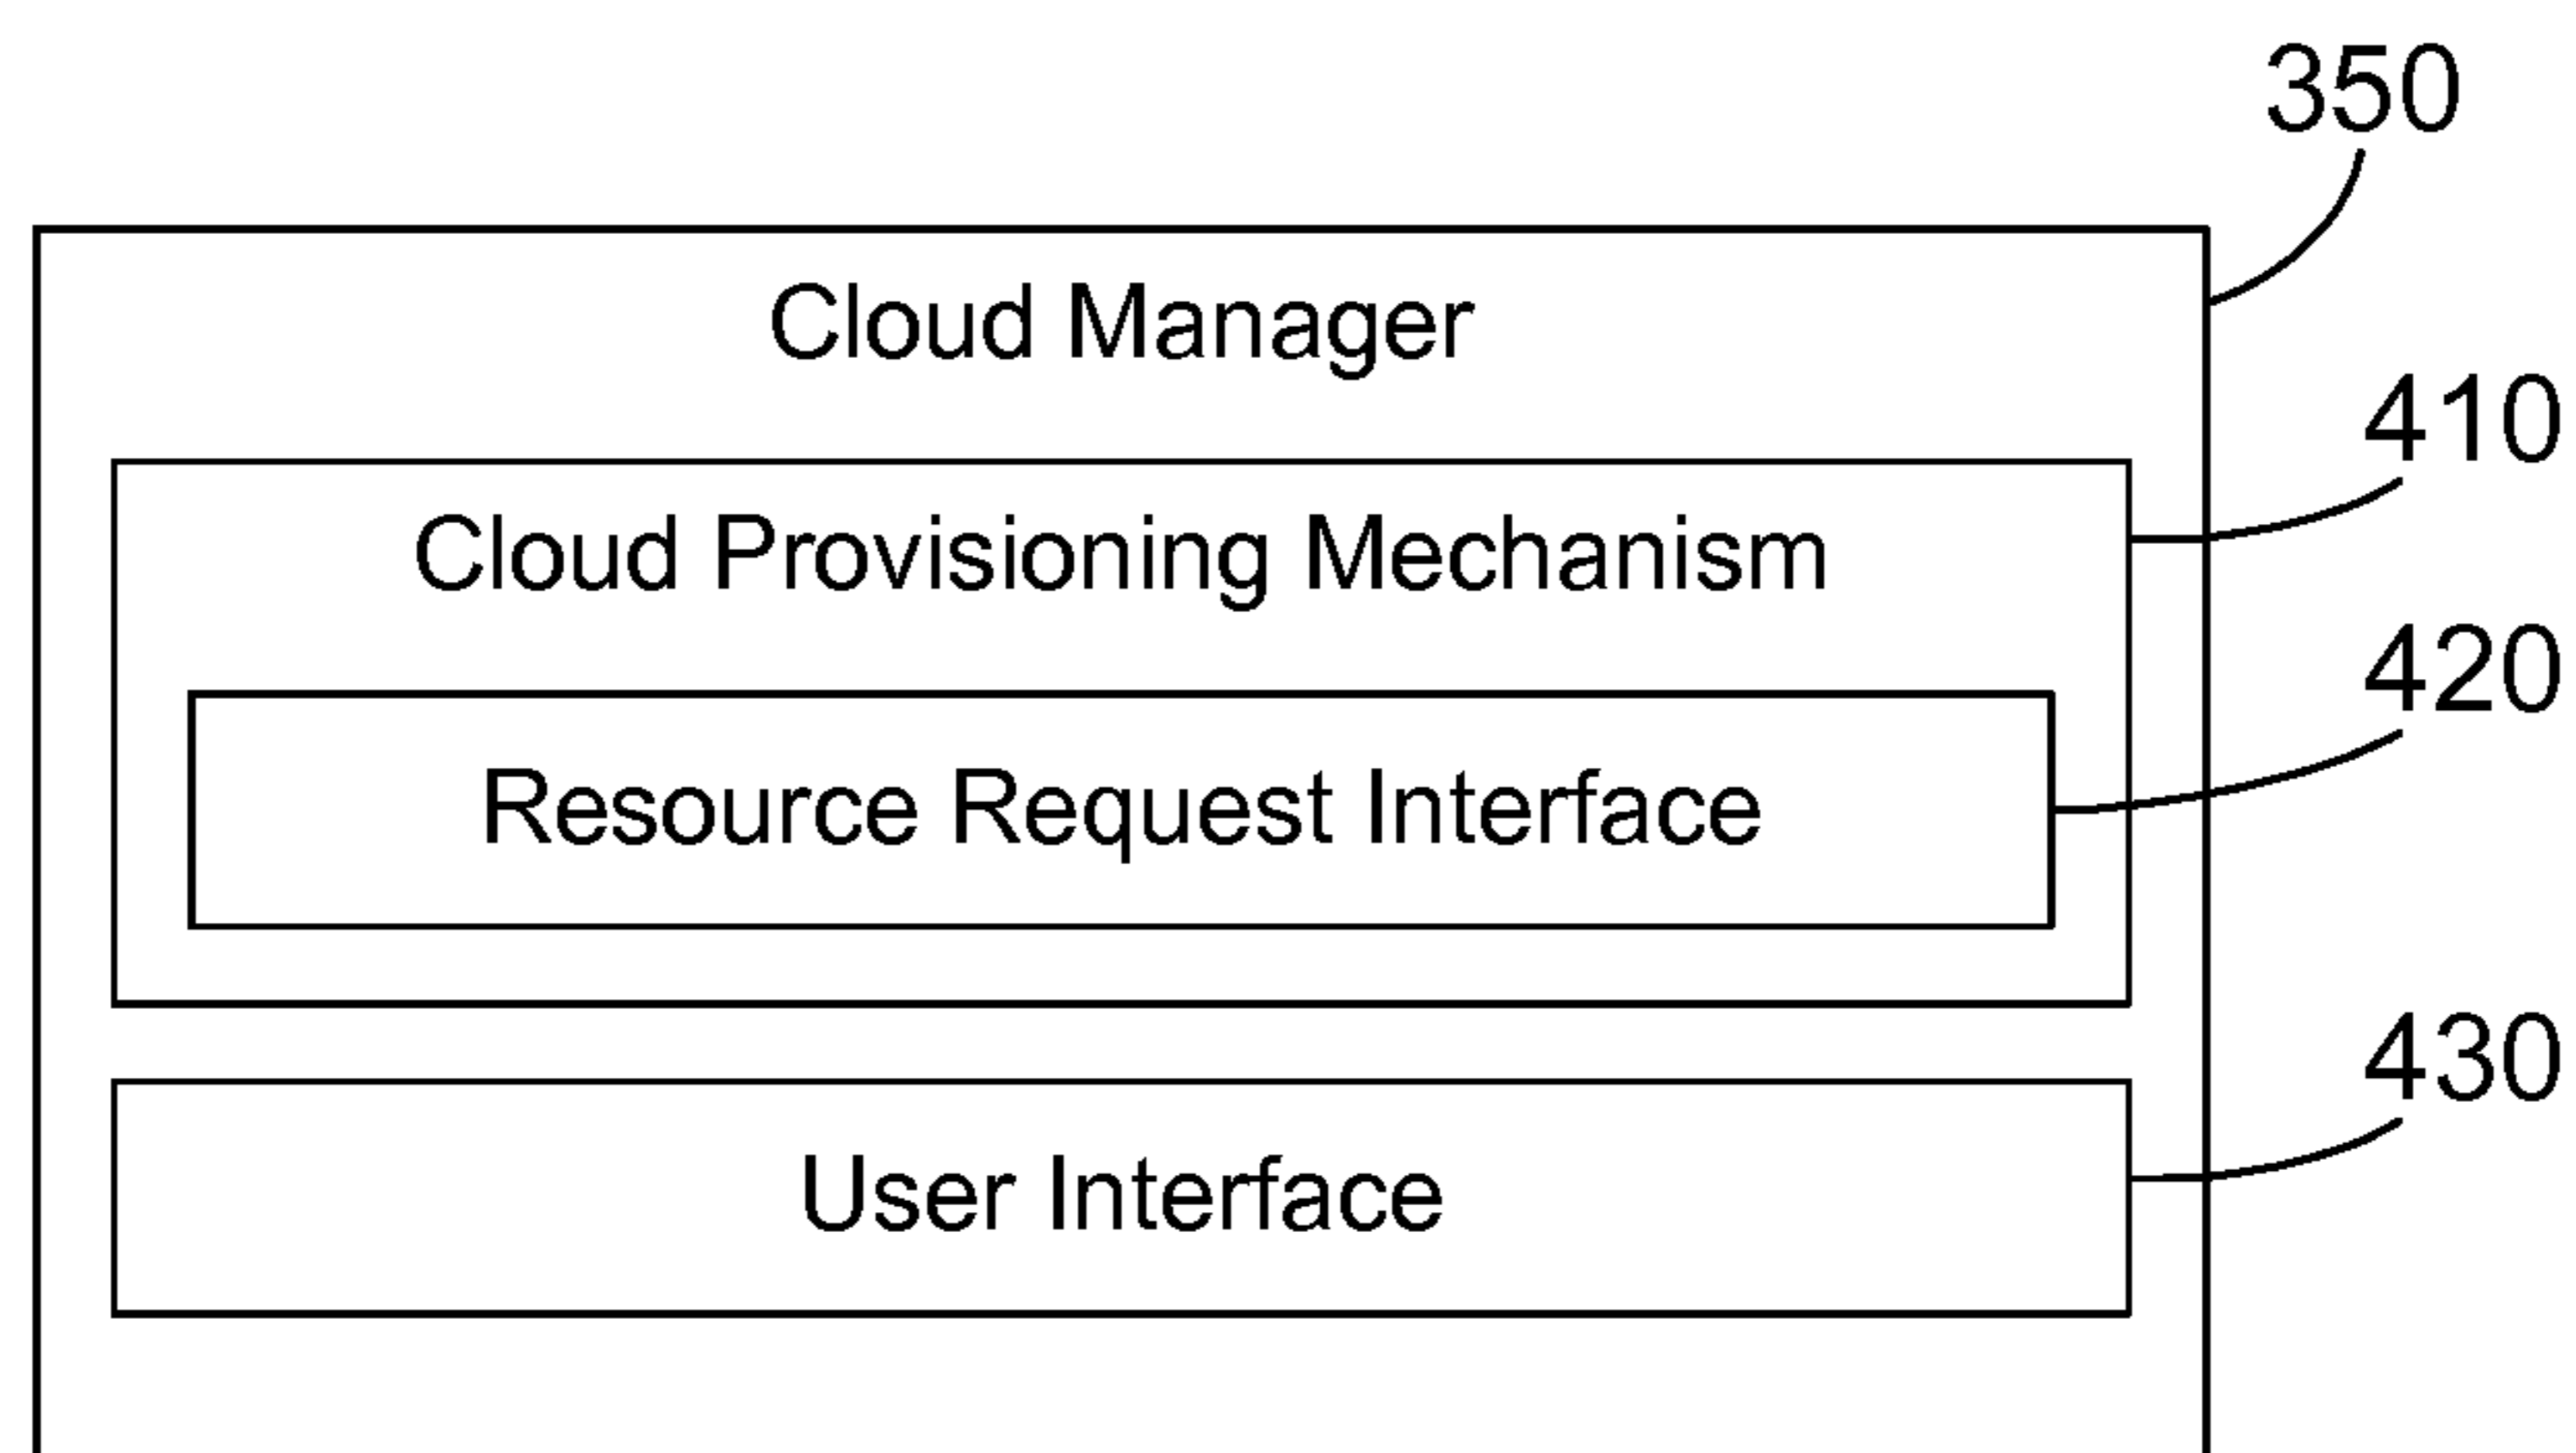 350
Cloud Manager
410
Cloud Provisioning Mechanism
420
Resource Request Interface
430
User Interface